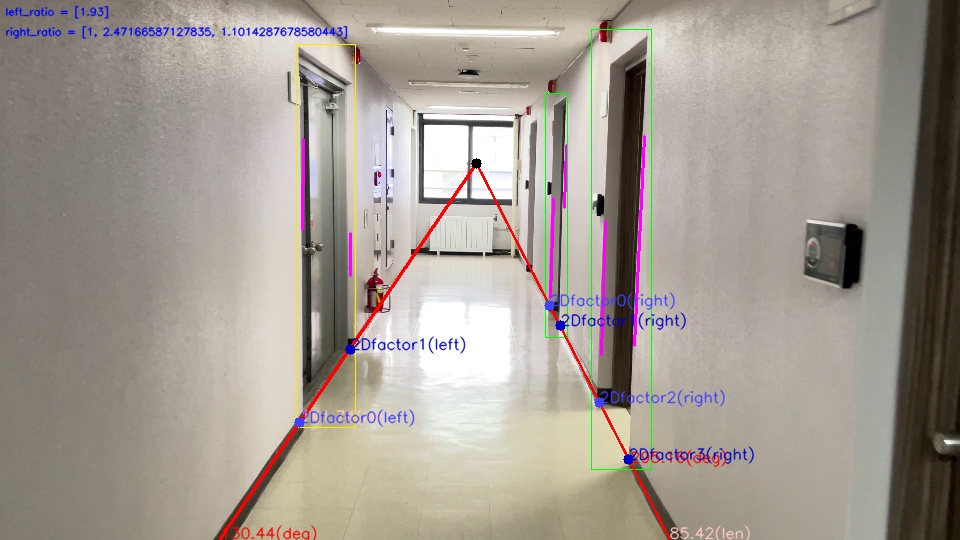 left_ratio = [1.93]
right_ratio = [1, 2.47166587127835, 1.1014287678580443]
2Dfactor0(right)
2Dfactor1(right)
2Dfactor1(left)
2Dfactor2(right)
2Dfactor0(left)
2Dfactor3(right)
30.44(deg)
85.42(len)